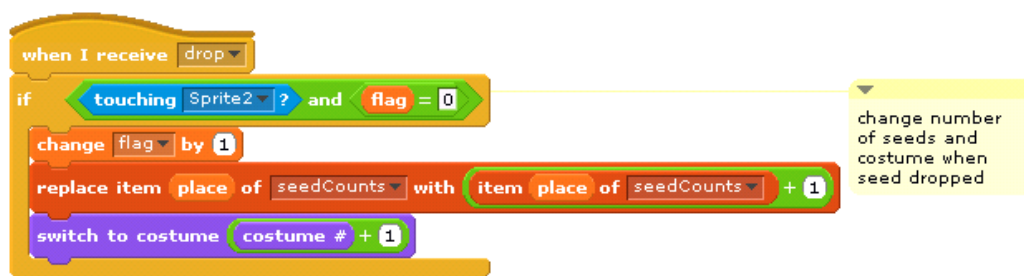 when I receive drop
if touching Sprite2 ? and flag = 0
change flag by 1
replace item place of seedCounts with item place of seedCounts + 1
switch to costume costume # + 1
change number
of seeds and
costume when
seed dropped